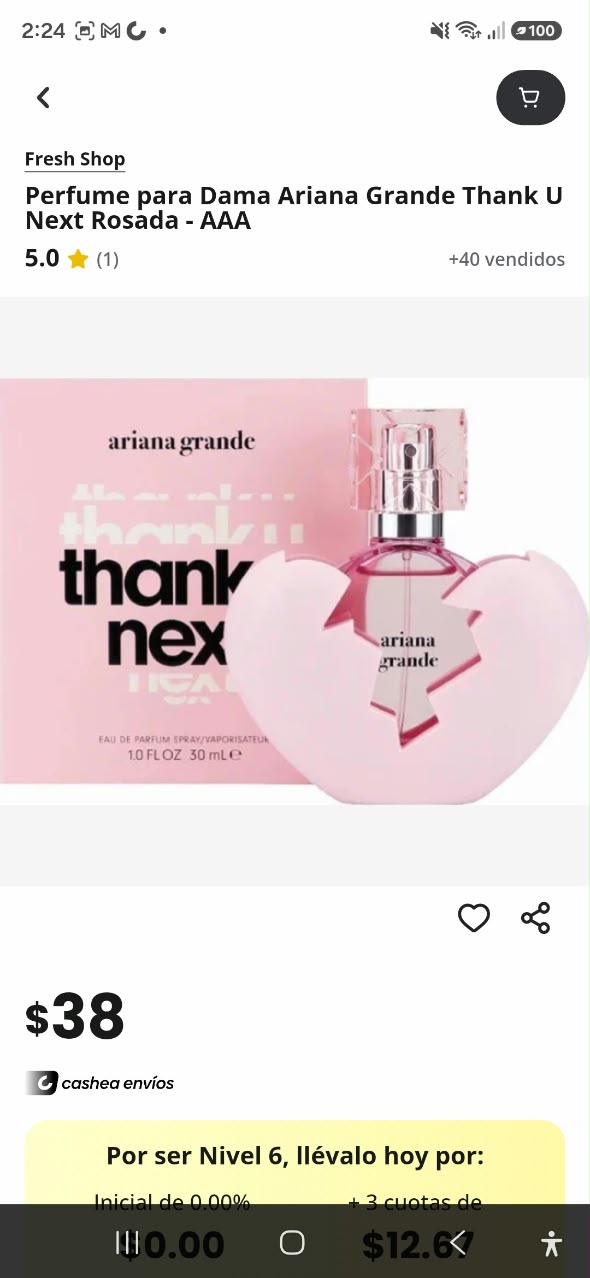 2:24
100
Fresh Shop
Perfume para Dama Ariana Grande Thank U
Next Rosada - AAA
5.0 (1)
+40 vendidos
ariana grande
thank u
thank
nex
next
EAU DE PARFUM SPRAY/VAPORISATEUR
1.0 FL OZ 30 mL ℮
ariana
grande
$38
cashea envíos
Por ser Nivel 6, llévalo hoy por:
Inicial de 0.00%
+ 3 cuotas de
$0.00
$12.67